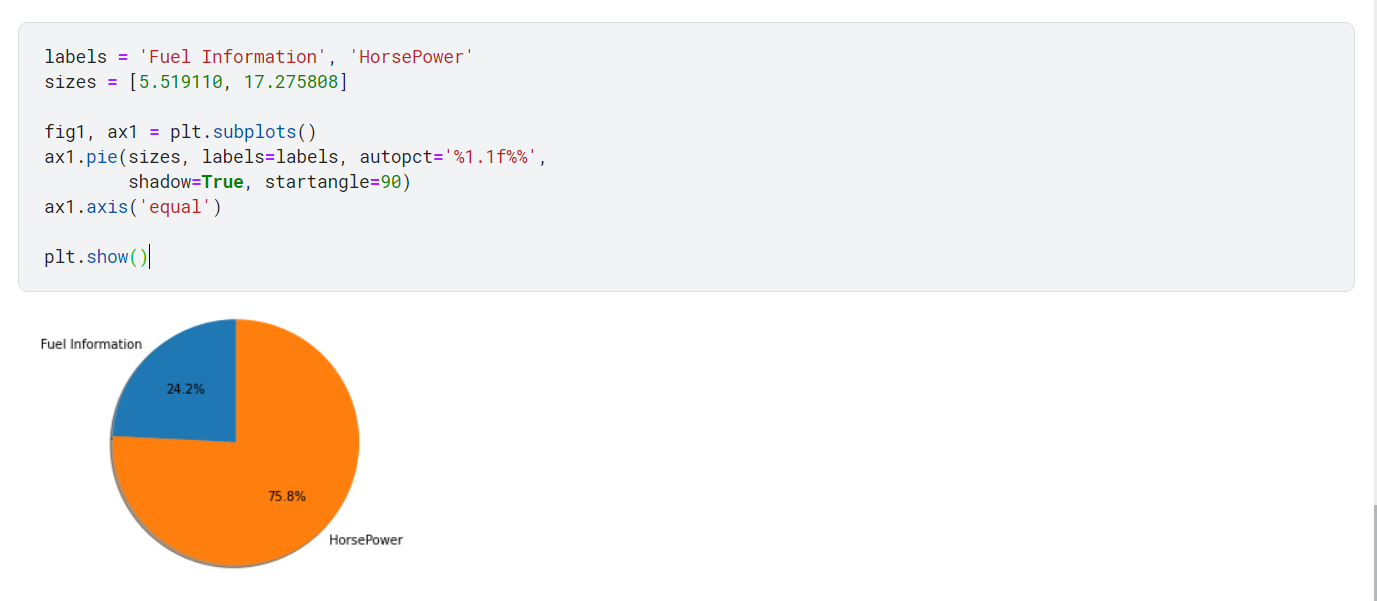 labels = 'Fuel Information', 'HorsePower'
sizes = [5.519110, 17.275808]
fig1, ax1 = plt.subplots()
ax1.pie(sizes, labels=labels, autopct='%1.1f%%',
        shadow=True, startangle=90)
ax1.axis('equal')
plt.show()
Fuel Information
24.2%
75.8%
HorsePower